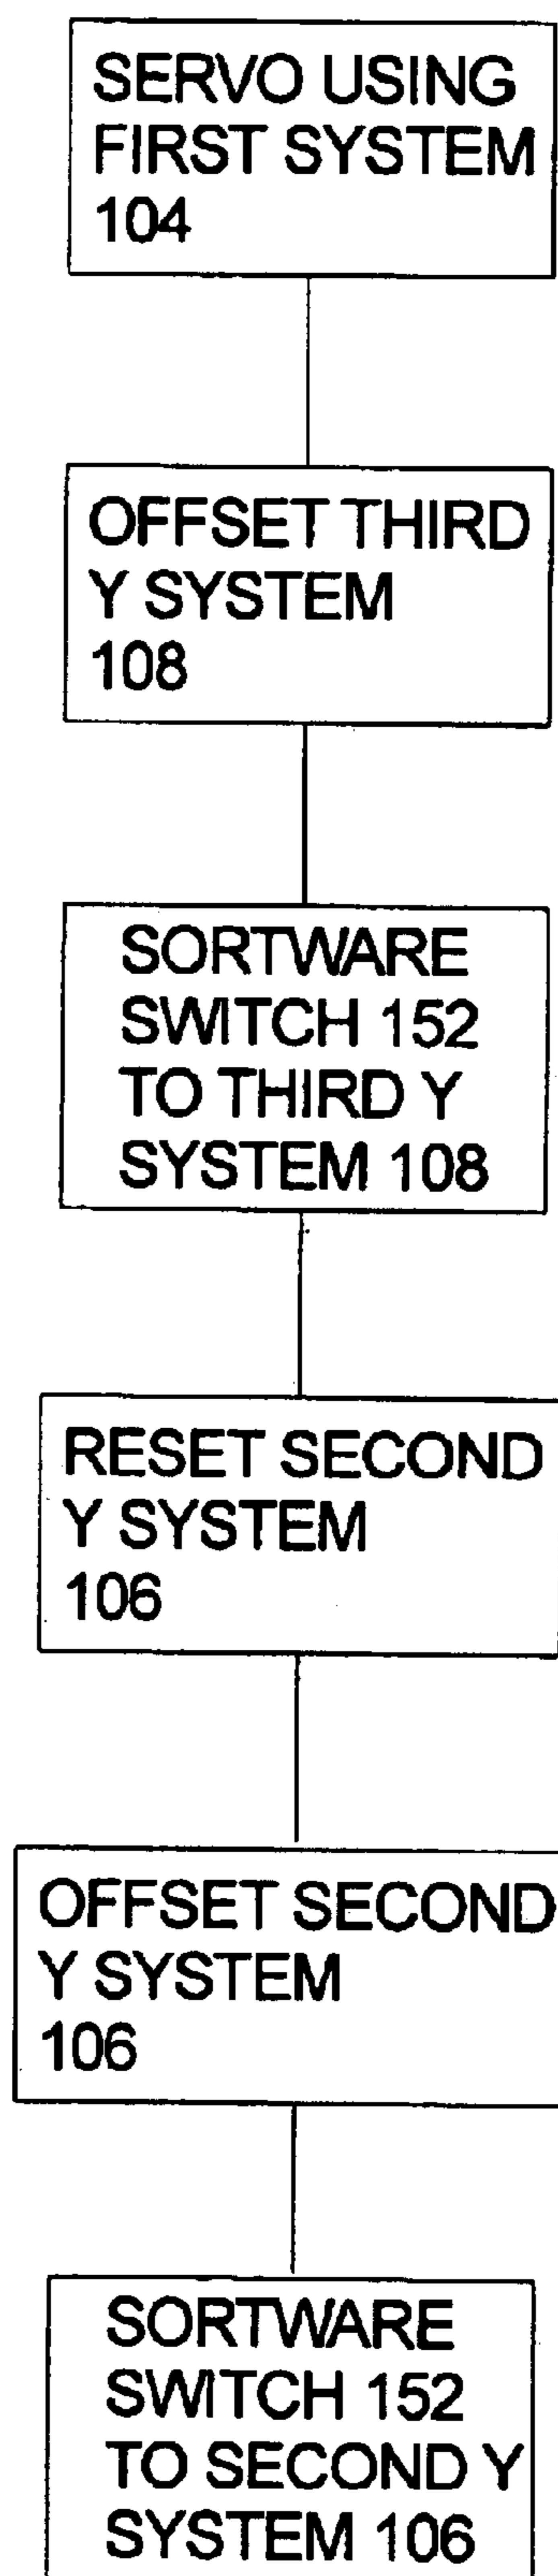 SERVO USING
FIRST SYSTEM
104
OFFSET THIRD
Y SYSTEM
108
SORTWARE
SWITCH 152
TO THIRD Y
SYSTEM 108
RESET SECOND
Y SYSTEM
106
OFFSET SECOND
Y SYSTEM
106
SORTWARE
SWITCH 152
TO SECOND Y
SYSTEM 106